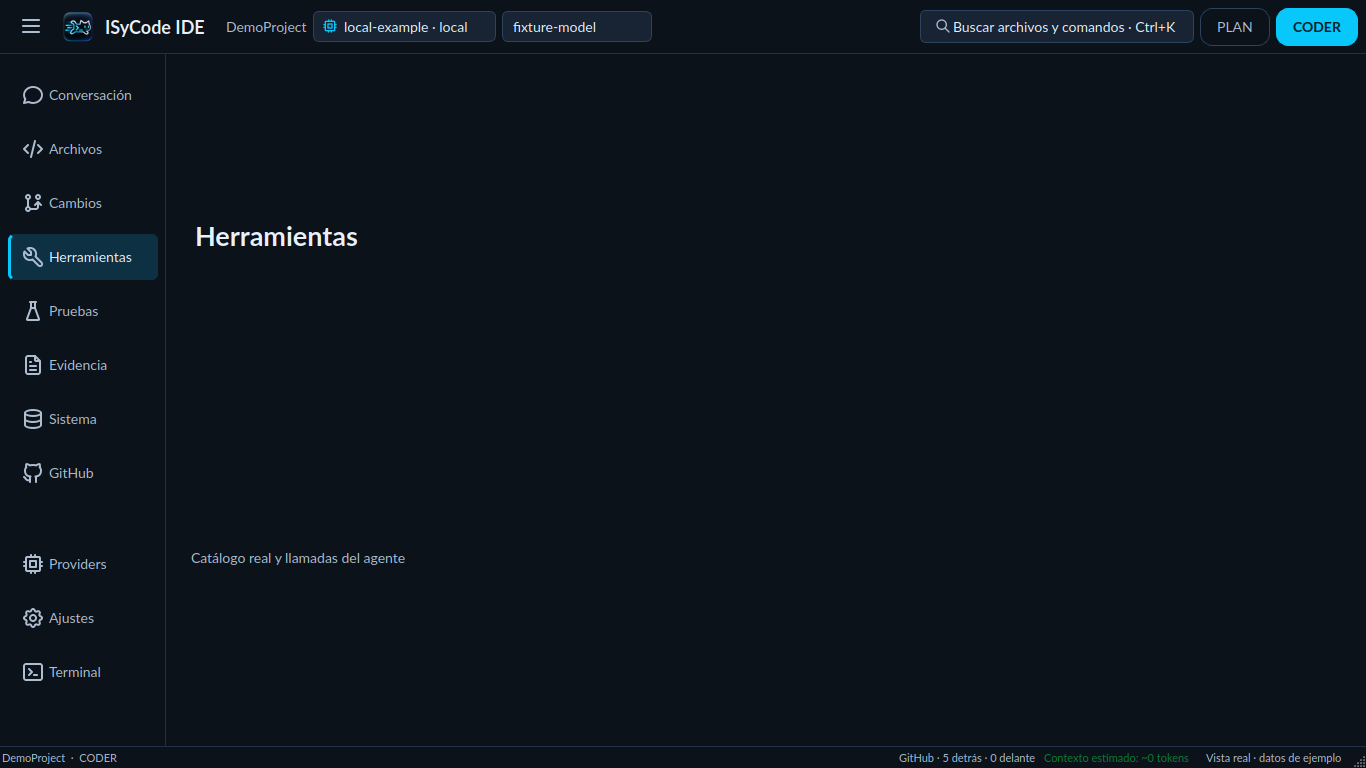 ISyCode IDE
DemoProject
local-example · local
fixture-model
Buscar archivos y comandos · Ctrl+K
PLAN
CODER
Conversación
Archivos
Cambios
Herramientas
Pruebas
Evidencia
Sistema
GitHub
Providers
Ajustes
Terminal
Herramientas
Catálogo real y llamadas del agente
DemoProject · CODER
GitHub · 5 detrás · 0 delante
Contexto estimado: ~0 tokens
Vista real · datos de ejemplo